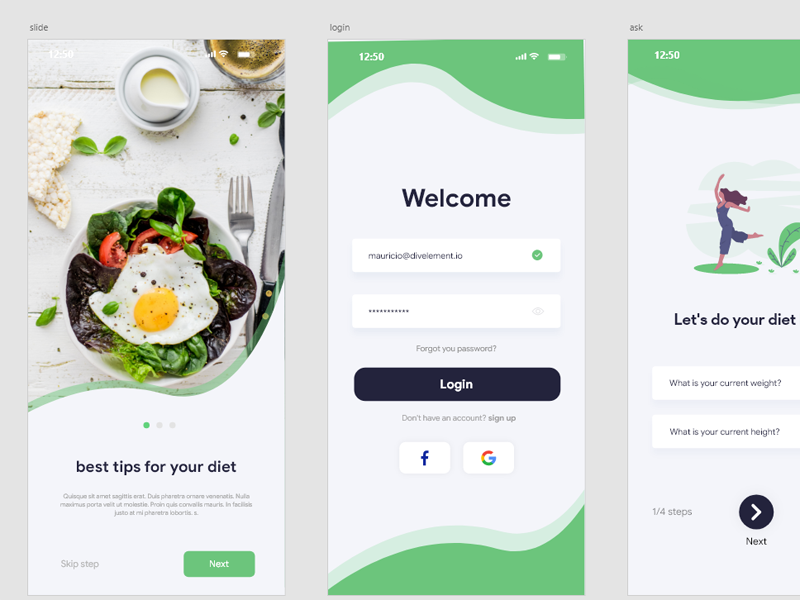 slide
12:50
best tips for your diet
Quisque sit amet sagittis erat. Duis pharetra ornare venenatis. Nulla
maximus porta velit ut molestie. Proin quis convallis mauris. In facilisis
justo at mi pharetra lobortis. s.
Skip step
Next
login
12:50
Welcome
mauricio@divelement.io
***********
Forgot you password?
Login
Don't have an account? sign up
f
G
ask
12:50
Let's do your diet
What is your current weight?
What is your current height?
1/4 steps
Next